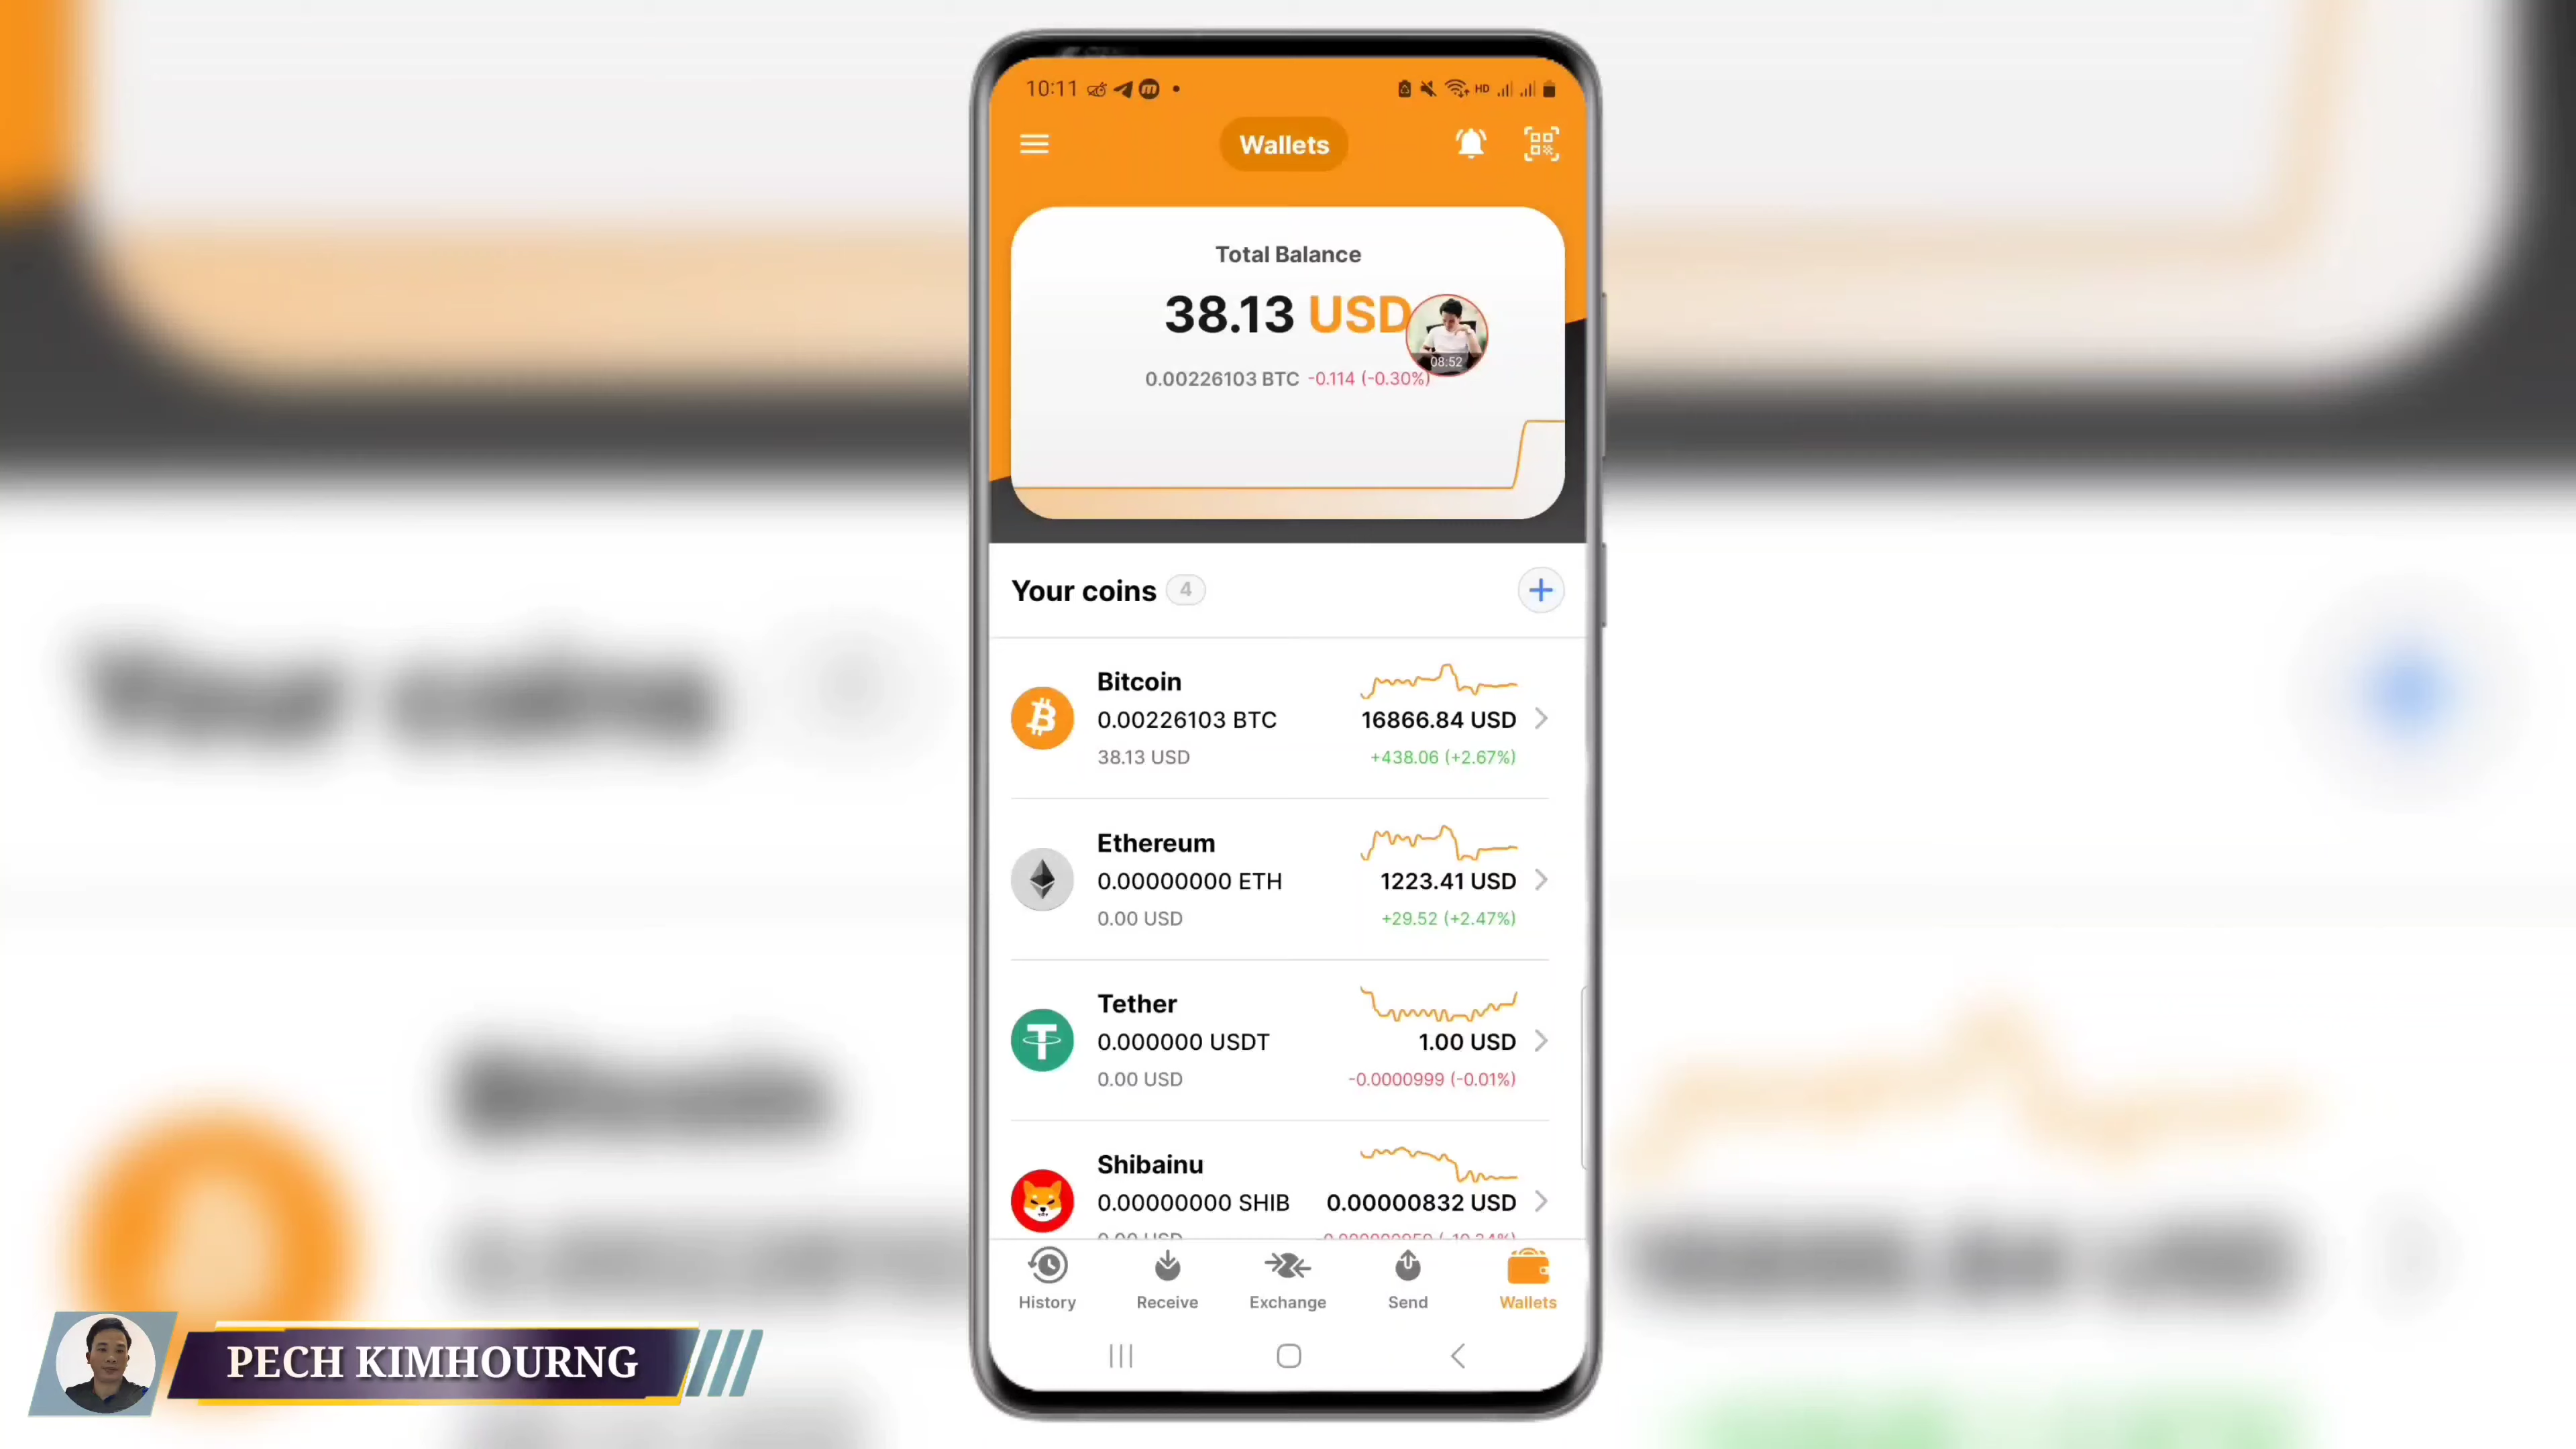 10:11
HD
Wallets
Total Balance
38.13 USD
08:52
0.00226103 BTC -0.114 (-0.30%)
Your coins 4
Bitcoin
0.00226103 BTC 16866.84 USD
38.13 USD +438.06 (+2.67%)
Ethereum
0.00000000 ETH 1223.41 USD
0.00 USD +29.52 (+2.47%)
Tether
0.000000 USDT 1.00 USD
0.00 USD -0.0000999 (-0.01%)
Shibainu
0.00000000 SHIB 0.00000832 USD
0.00 USD
History Receive Exchange Send Wallets
PECH KIMHOURNG